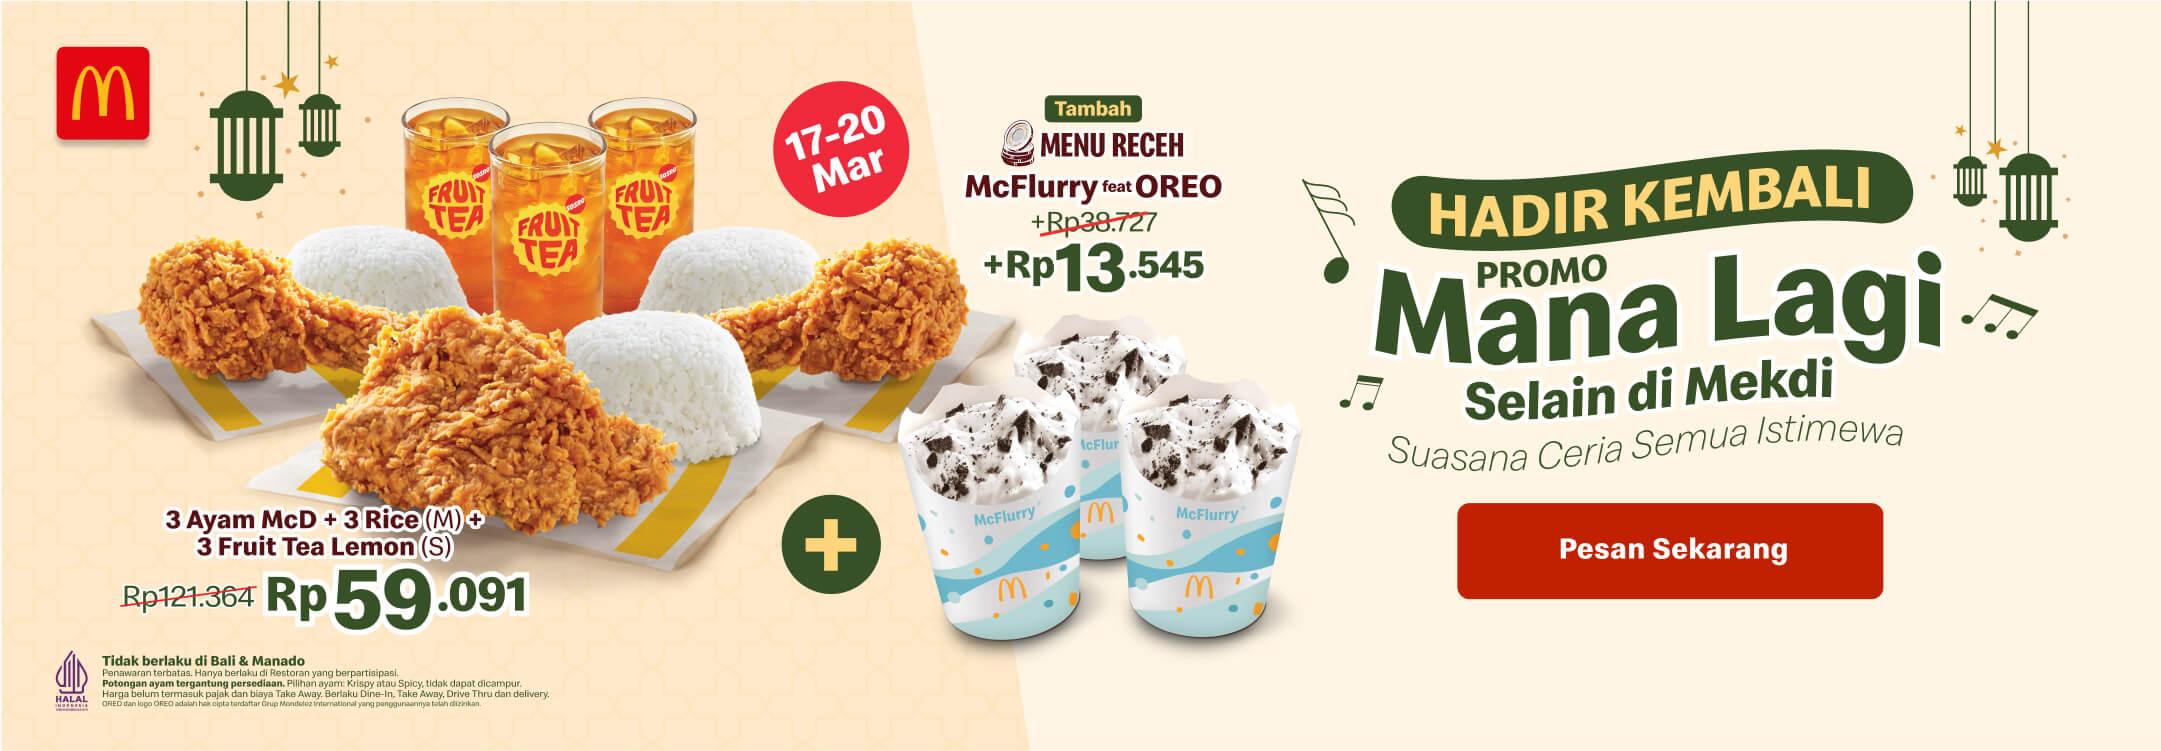 17-20
Mar
FRUIT TEA
SOSRO
FRUIT TEA
SOSRO
FRUIT TEA
SOSRO
3 Ayam McD + 3 Rice (M) +
3 Fruit Tea Lemon (S)
Rp121.364 Rp59.091
Tambah
MENU RECEH
McFlurry feat OREO
+Rp38.727
+Rp13.545
+
McFlurry
McFlur
McFlurry
HADIR KEMBALI
PROMO
Mana Lagi
Selain di Mekdi
Suasana Ceria Semua Istimewa
Pesan Sekarang
HALAL
INDONESIA
Tidak berlaku di Bali & Manado
Penawaran terbatas. Hanya berlaku di Restoran yang berpartisipasi.
Potongan ayam tergantung persediaan. Pilihan ayam: Krispy atau Spicy, tidak dapat dicampur.
Harga belum termasuk pajak dan biaya Take Away. Berlaku Dine-In, Take Away, Drive Thru dan delivery.
OREO dan logo OREO adalah hak cipta terdaftar Grup Mondelez International yang penggunaannya telah diizinkan.